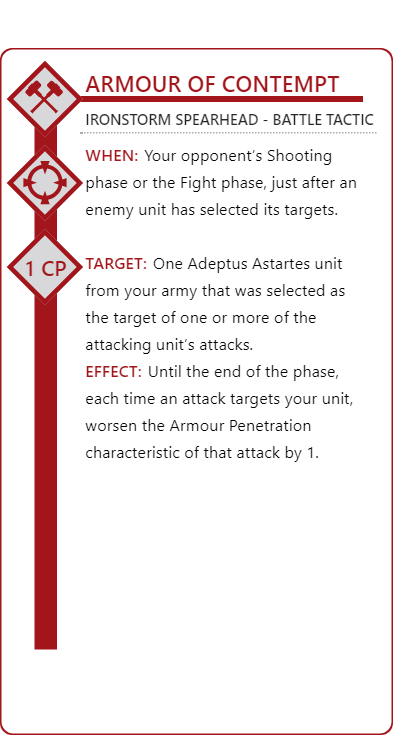 ARMOUR OF CONTEMPT
IRONSTORM SPEARHEAD - BATTLE TACTIC
WHEN: Your opponent's Shooting
phase or the Fight phase, just after an
enemy unit has selected its targets.
1 CP
TARGET: One Adeptus Astartes unit
from your army that was selected as
the target of one or more of the
attacking unit's attacks.
EFFECT: Until the end of the phase,
each time an attack targets your unit,
worsen the Armour Penetration
characteristic of that attack by 1.